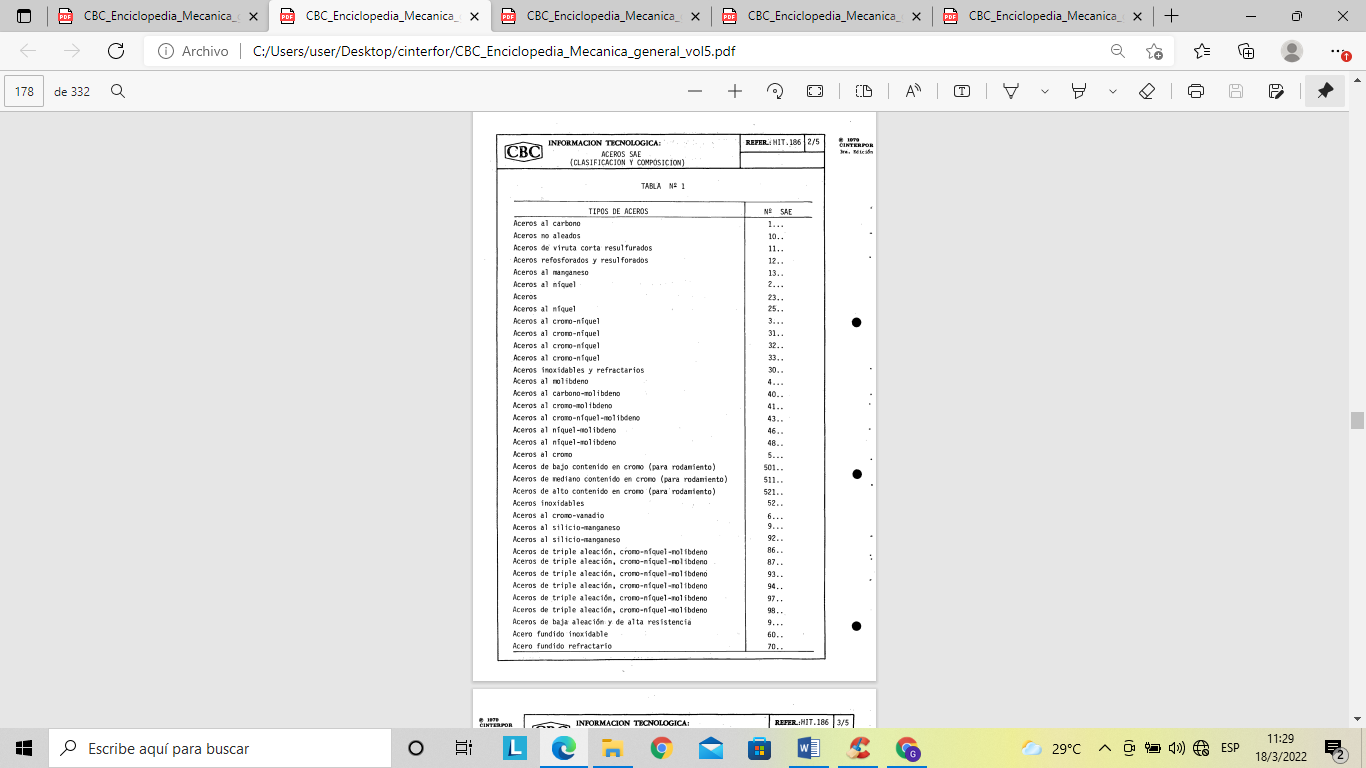 CBC_Enciclopedia_Mecanica_
CBC_Enciclopedia_Mecanica_
CBC_Enciclopedia_Mecanica_
CBC_Enciclopedia_Mecanica_
CBC_Enciclopedia_Mecanica_
Archivo C:/Users/user/Desktop/cinterfor/CBC_Enciclopedia_Mecanica_general_vol5.pdf
178 de 332
CBC INFORMACION TECNOLOGICA: REFER.:HIT.186 2/5
ACEROS SAE
(CLASIFICACION Y COMPOSICION)
© 1979
CINTERFOR
3ra. Edición
TABLA Nº 1
TIPOS DE ACEROS Nº SAE
Aceros al carbono 1...
Aceros no aleados 10..
Aceros de viruta corta resulfurados 11..
Aceros refosforados y resulforados 12..
Aceros al manganeso 13..
Aceros al níquel 2...
Aceros 23..
Aceros al níquel 25..
Aceros al cromo-níquel 3...
Aceros al cromo-níquel 31..
Aceros al cromo-níquel 32..
Aceros al cromo-níquel 33..
Aceros inoxidables y refractarios 30..
Aceros al molibdeno 4...
Aceros al carbono-molibdeno 40..
Aceros al cromo-molibdeno 41..
Aceros al cromo-níquel-molibdeno 43..
Aceros al níquel-molibdeno 46..
Aceros al níquel-molibdeno 48..
Aceros al cromo 5...
Aceros de bajo contenido en cromo (para rodamiento) 501..
Aceros de mediano contenido en cromo (para rodamiento) 511..
Aceros de alto contenido en cromo (para rodamiento) 521..
Aceros inoxidables 52..
Aceros al cromo-vanadio 6...
Aceros al silicio-manganeso 9...
Aceros al silicio-manganeso 92..
Aceros de triple aleación, cromo-níquel-molibdeno 86..
Aceros de triple aleación, cromo-níquel-molibdeno 87..
Aceros de triple aleación, cromo-níquel-molibdeno 93..
Aceros de triple aleación, cromo-níquel-molibdeno 94..
Aceros de triple aleación, cromo-níquel-molibdeno 97..
Aceros de triple aleación, cromo-níquel-molibdeno 98..
Aceros de baja aleación y de alta resistencia 9...
Acero fundido inoxidable 60..
Acero fundido refractario 70..
© 1979
CINTERFOR
INFORMACION TECNOLOGICA: REFER.:HIT.186 3/5
Escribe aquí para buscar
29°C ESP 11:29
18/3/2022 2